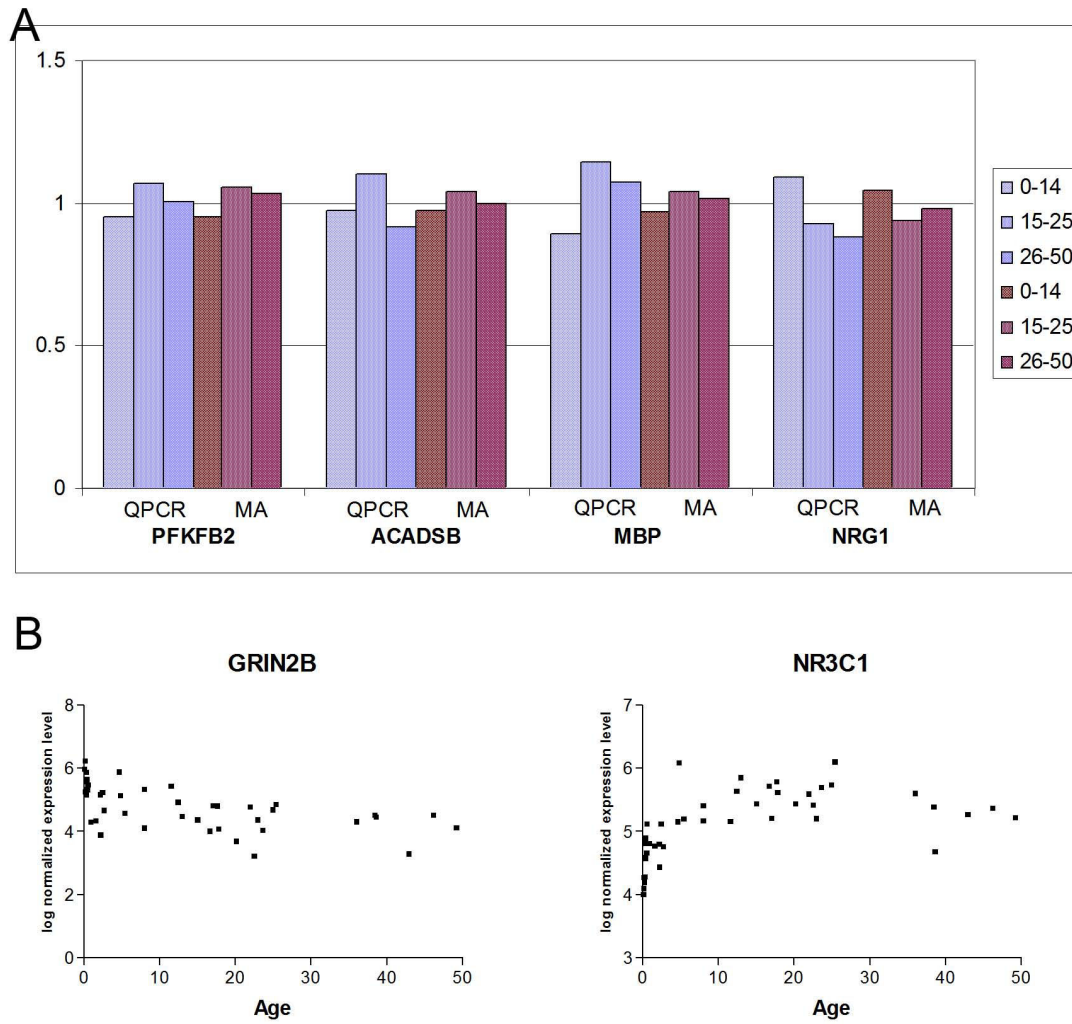 A
1.5
1
0.5
0
QPCR MA QPCR MA QPCR MA QPCR MA
PFKFB2 ACADSB MBP NRG1
0-14
15-25
26-50
0-14
15-25
26-50
B
GRIN2B
log normalized expression level
8
6
4
2
0
0 10 20 30 40 50
Age
NR3C1
log normalized expression level
7
6
5
4
3
0 10 20 30 40 50
Age